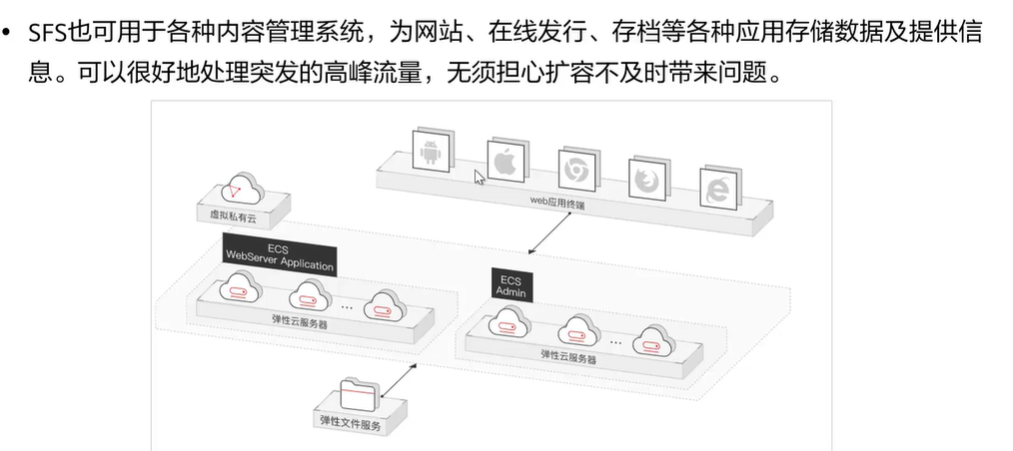 • SFS也可用于各种内容管理系统，为网站、在线发行、存档等各种应用存储数据及提供信
息。可以很好地处理突发的高峰流量，无须担心扩容不及时带来问题。
web应用终端
虚拟私有云
ECS
WebServer Application
ECS
Admin
...
弹性云服务器
...
弹性云服务器
弹性文件服务